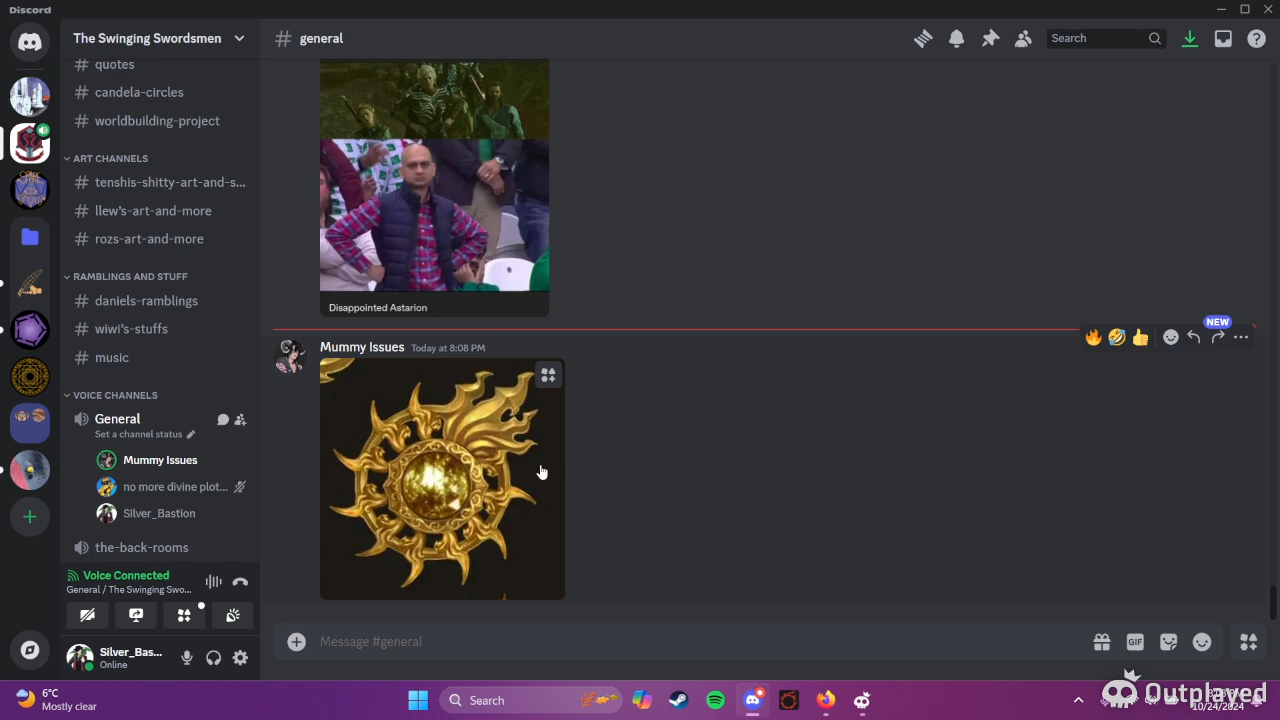 Discord
The Swinging Swordsmen
general
Search
quotes
candela-circles
worldbuilding-project
ART CHANNELS
tenshis-shitty-art-and-s...
llew's-art-and-more
rozs-art-and-more
RAMBLINGS AND STUFF
daniels-ramblings
wiwi's-stuffs
music
VOICE CHANNELS
General
Set a channel status
Mummy Issues
no more divine plot...
Silver_Bastion
the-back-rooms
Voice Connected
General / The Swinging Swo...
Silver_Bas...
Online
Disappointed Astarion
NEW
Mummy Issues Today at 8:08 PM
Message #general
GIF
6°C
Mostly clear
Search
Outplayed
10/24/2024